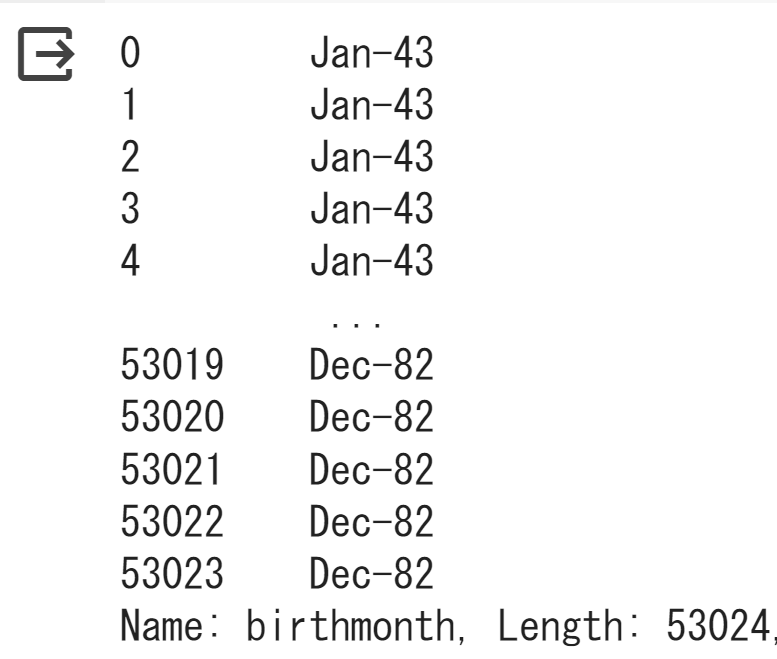 0 Jan-43
1 Jan-43
2 Jan-43
3 Jan-43
4 Jan-43
...
53019 Dec-82
53020 Dec-82
53021 Dec-82
53022 Dec-82
53023 Dec-82
Name: birthmonth, Length: 53024,